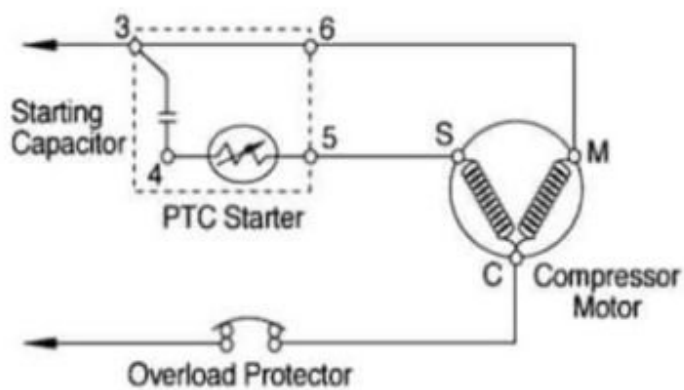 3
6
Starting
Capacitor
4
5
S
M
PTC Starter
C
Compressor
Motor
Overload Protector